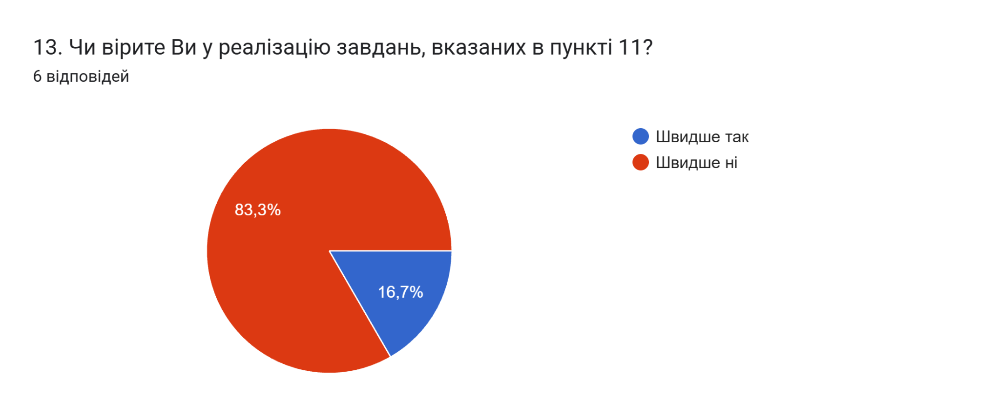 13. Чи вірите Ви у реалізацію завдань, вказаних в пункті 11?
6 відповідей
Швидше так
Швидше ні
83,3%
16,7%